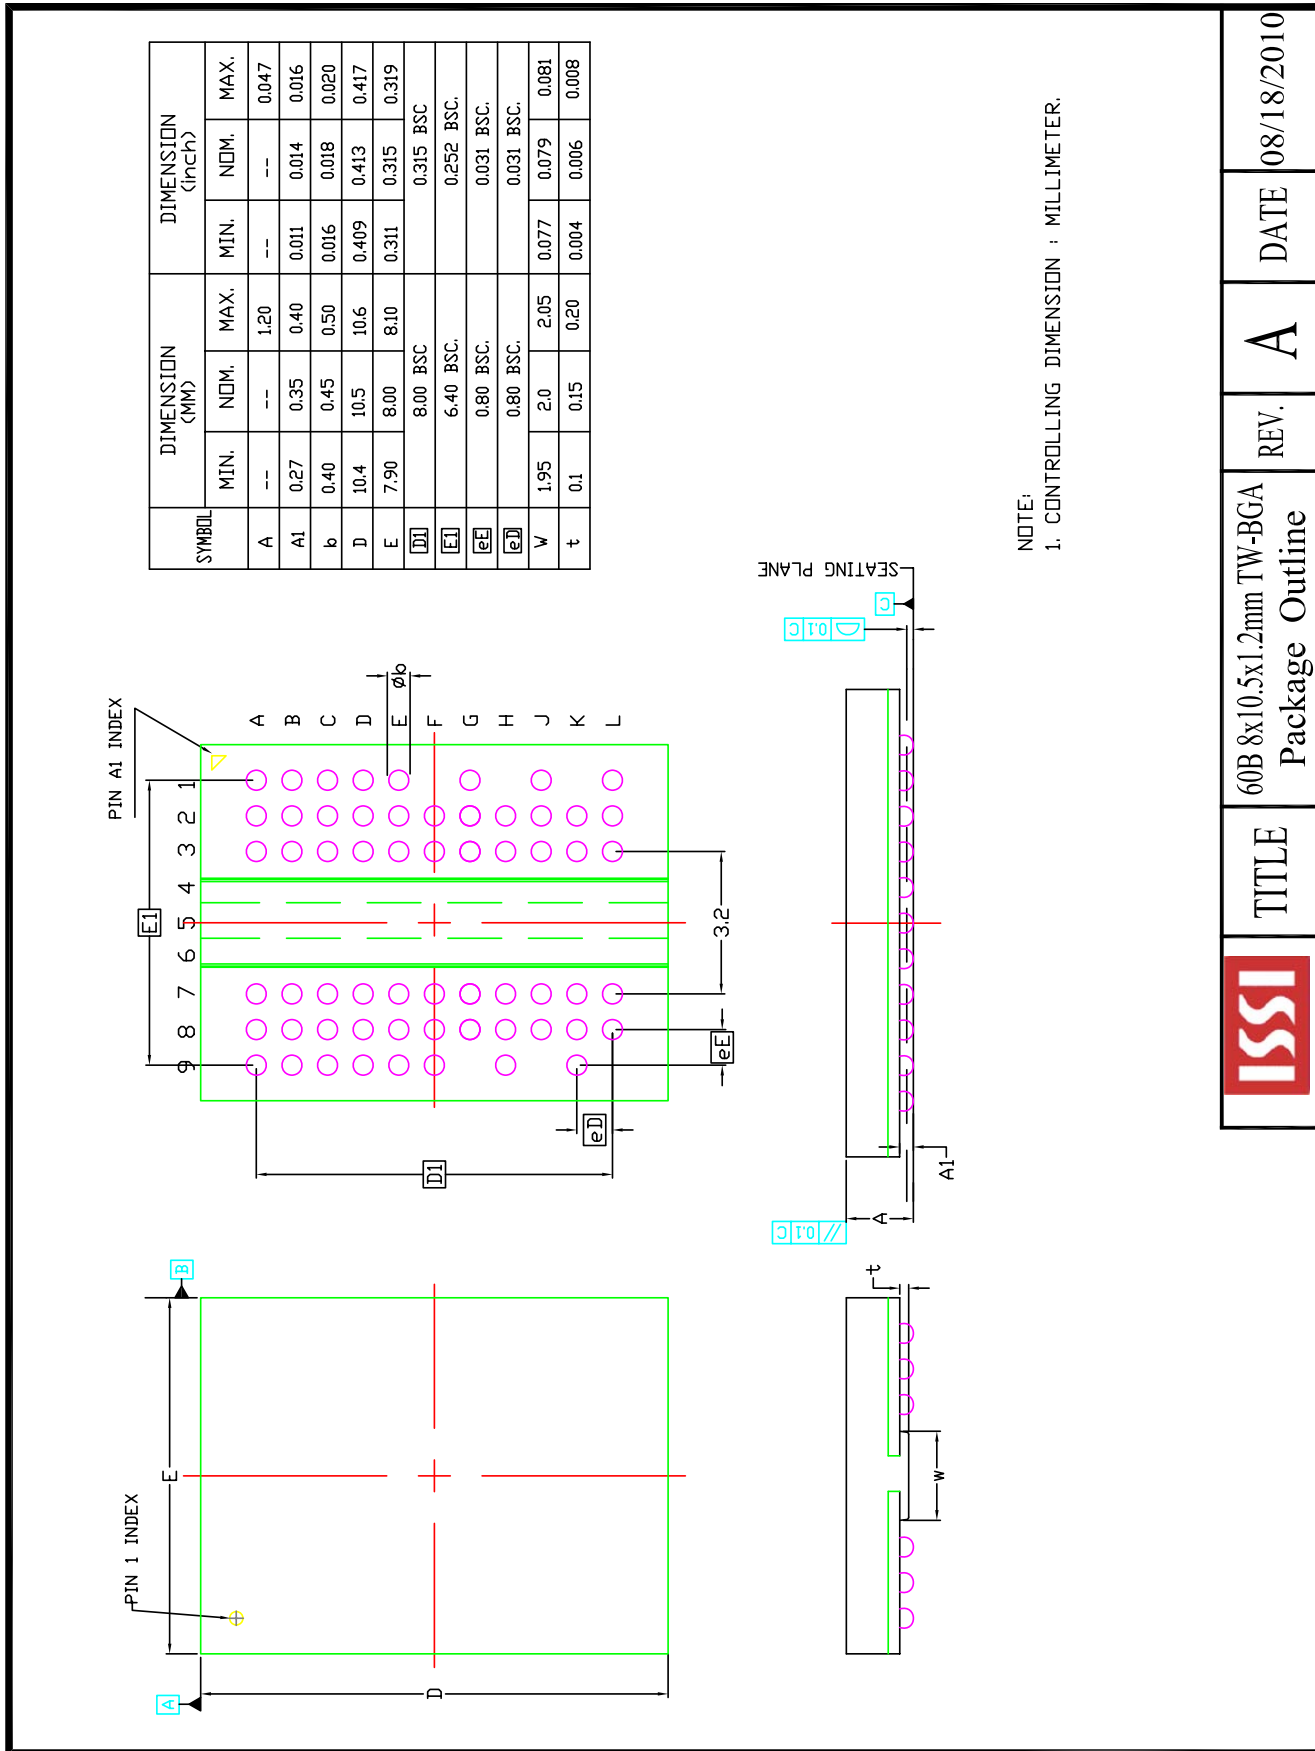 PIN 1 INDEX
A
B
E
D
PIN A1 INDEX
E1
9 8 7 6 5 4 3 2 1
A
B
C
D
E
F
G
H
J
K
L
øb
3.2
eE
eD
D1
SYMBOL DIMENSION (MM) DIMENSION (inch)
MIN. NOM. MAX. MIN. NOM. MAX.
A -- -- 1.20 -- -- 0.047
A1 0.27 0.35 0.40 0.011 0.014 0.016
b 0.40 0.45 0.50 0.016 0.018 0.020
D 10.4 10.5 10.6 0.409 0.413 0.417
E 7.90 8.00 8.10 0.311 0.315 0.319
D1 8.00 BSC 0.315 BSC
E1 6.40 BSC. 0.252 BSC.
eE 0.80 BSC. 0.031 BSC.
eD 0.80 BSC. 0.031 BSC.
W 1.95 2.0 2.05 0.077 0.079 0.081
t 0.1 0.15 0.20 0.004 0.006 0.008
t
w
// 0.1 C
A
A1
0.1 C
C
SEATING PLANE
NOTE:
1. CONTROLLING DIMENSION : MILLIMETER.
ISSI
TITLE
60B 8x10.5x1.2mm TW-BGA
Package Outline
REV.
A
DATE
08/18/2010